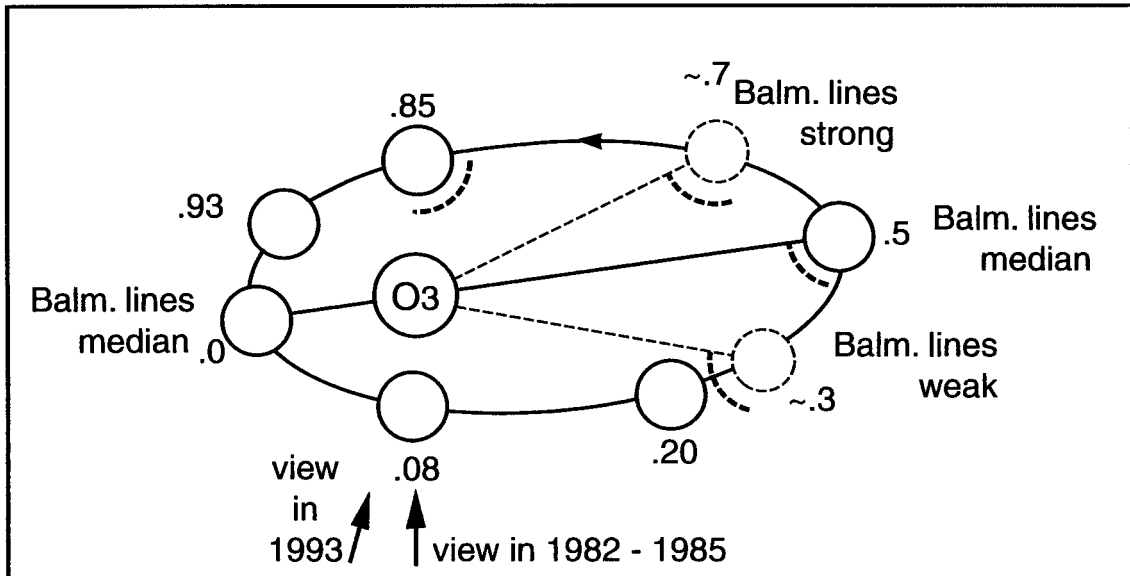 ~.7
Balm. lines
strong
.85
.93
.5
Balm. lines
median
O3
Balm. lines
median
.0
Balm. lines
weak
~.3
.20
.08
view
in
1993
view in 1982 - 1985